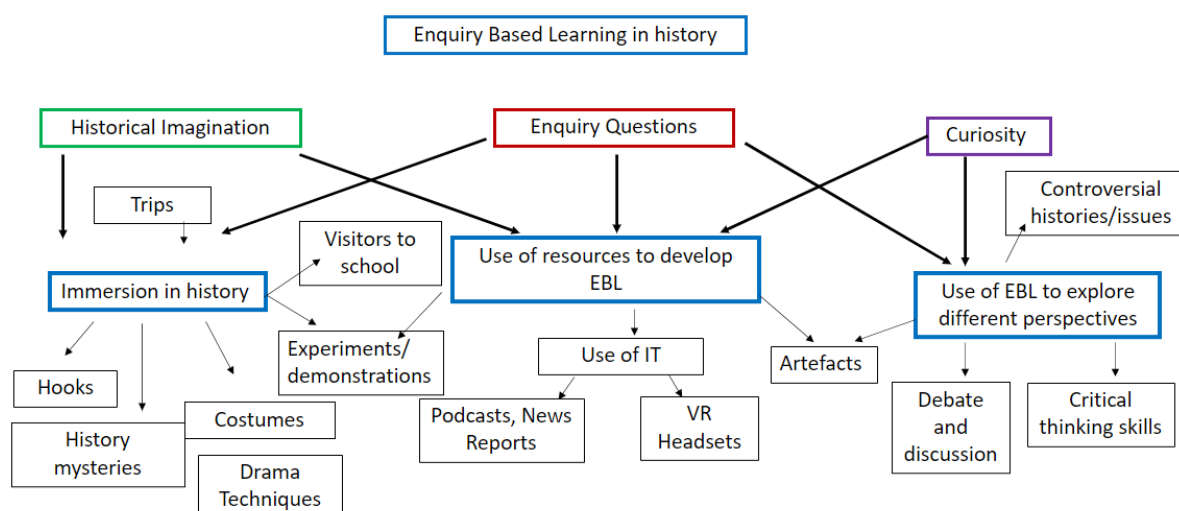 Enquiry Based Learning in history
Historical Imagination
Enquiry Questions
Curiosity
Trips
Controversial
histories/issues
Visitors to
school
Use of resources to develop
EBL
Immersion in history
Use of EBL to explore
different perspectives
Experiments/
demonstrations
Use of IT
Artefacts
Hooks
Costumes
Podcasts, News
Reports
VR
Headsets
Debate
and
discussion
Critical
thinking skills
History
mysteries
Drama
Techniques